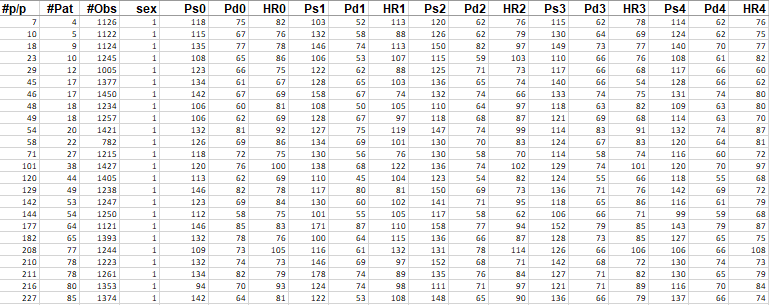 #p/p #Pat #Obs sex Ps0 Pd0 HR0 Ps1 Pd1 HR1 Ps2 Pd2 HR2 Ps3 Pd3 HR3 Ps4 Pd4 HR4
7 4 1126 1 118 75 82 103 52 113 120 62 76 115 62 78 114 62 76
10 5 1122 1 115 67 76 132 58 88 126 62 79 130 64 69 124 62 75
18 9 1124 1 135 77 78 146 74 113 150 82 97 149 73 77 140 70 77
23 10 1245 1 108 65 86 106 53 107 115 59 103 110 66 76 108 61 82
29 12 1005 1 123 66 75 122 62 88 125 71 73 117 66 68 117 66 60
45 17 1377 1 134 61 67 128 65 103 136 65 74 140 66 54 128 66 62
46 17 1450 1 142 67 69 158 67 74 132 74 66 133 74 75 131 74 80
48 18 1234 1 106 60 81 108 50 105 110 64 97 118 63 82 109 63 80
49 18 1257 1 106 62 69 128 67 97 118 68 87 121 69 68 114 63 70
54 20 1421 1 132 81 92 127 75 119 147 74 99 114 83 91 132 74 87
58 22 782 1 126 69 86 134 69 101 130 70 83 124 67 83 120 64 81
71 27 1215 1 118 72 75 130 56 76 130 58 70 114 58 74 116 60 72
101 38 1427 1 120 76 100 138 68 122 136 74 102 129 74 101 120 70 97
120 44 1405 1 113 62 69 110 45 104 123 54 82 124 55 66 118 55 68
129 49 1238 1 146 82 78 117 80 81 150 69 73 136 71 76 142 69 72
142 53 1247 1 123 69 84 130 60 102 141 71 95 118 65 86 116 61 79
144 54 1250 1 112 58 75 101 55 105 117 58 62 106 66 71 99 59 68
177 64 1121 1 146 85 83 171 87 110 158 77 94 152 79 85 143 79 87
182 65 1393 1 132 78 76 100 64 115 136 66 87 128 73 85 127 65 75
208 77 1244 1 109 73 105 116 61 132 131 78 114 126 66 106 106 66 108
210 78 1223 1 132 74 73 146 69 97 152 68 71 142 68 72 130 74 73
211 78 1261 1 134 82 79 178 74 89 135 76 84 127 71 82 130 65 79
216 80 1353 1 94 70 93 124 74 98 111 71 97 121 71 89 116 70 84
227 85 1374 1 142 64 81 122 53 108 148 65 90 136 66 79 137 66 74